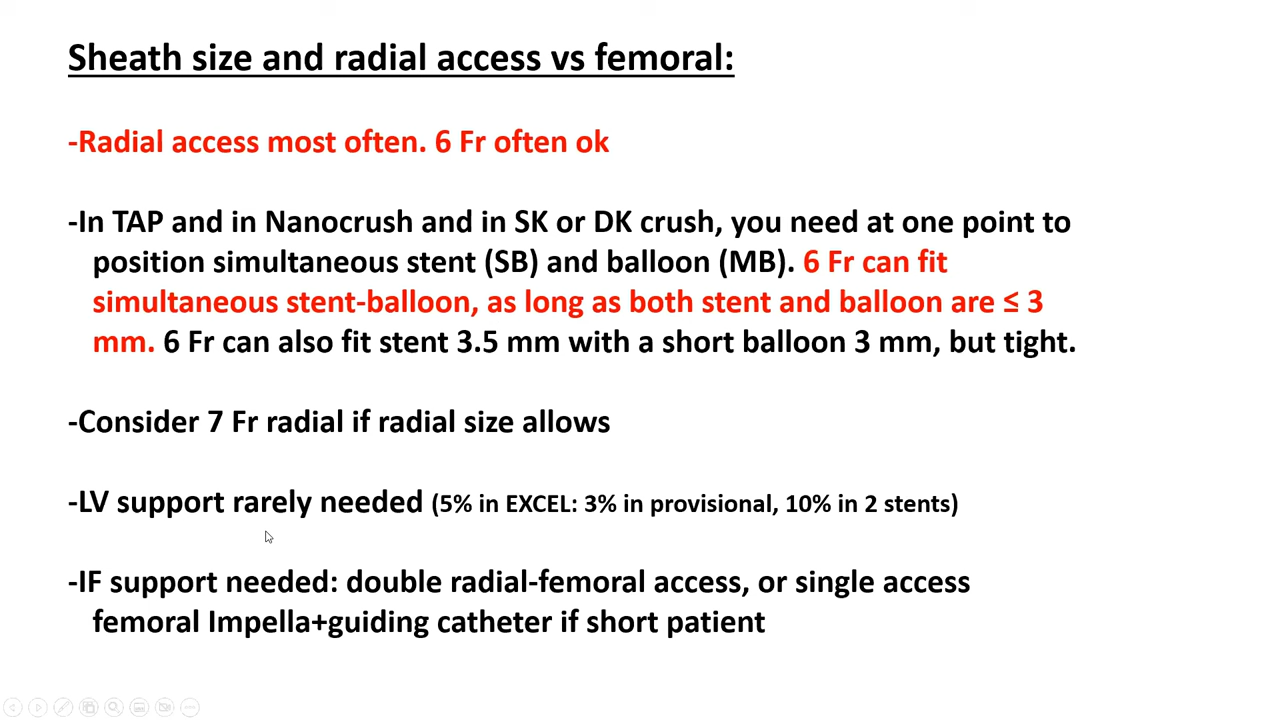 Sheath size and radial access vs femoral:
-Radial access most often. 6 Fr often ok
-In TAP and in Nanocrush and in SK or DK crush, you need at one point to
position simultaneous stent (SB) and balloon (MB). 6 Fr can fit
simultaneous stent-balloon, as long as both stent and balloon are ≤ 3
mm. 6 Fr can also fit stent 3.5 mm with a short balloon 3 mm, but tight.
-Consider 7 Fr radial if radial size allows
-LV support rarely needed (5% in EXCEL: 3% in provisional, 10% in 2 stents)
-IF support needed: double radial-femoral access, or single access
femoral Impella+guiding catheter if short patient